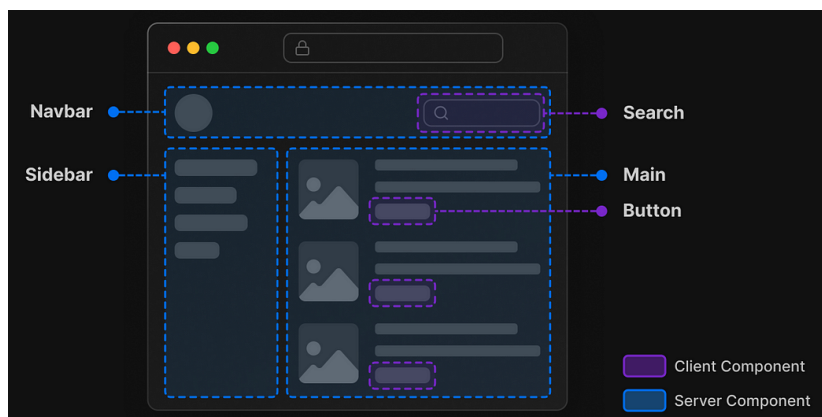 Navbar
Search
Sidebar
Main
Button
Client Component
Server Component